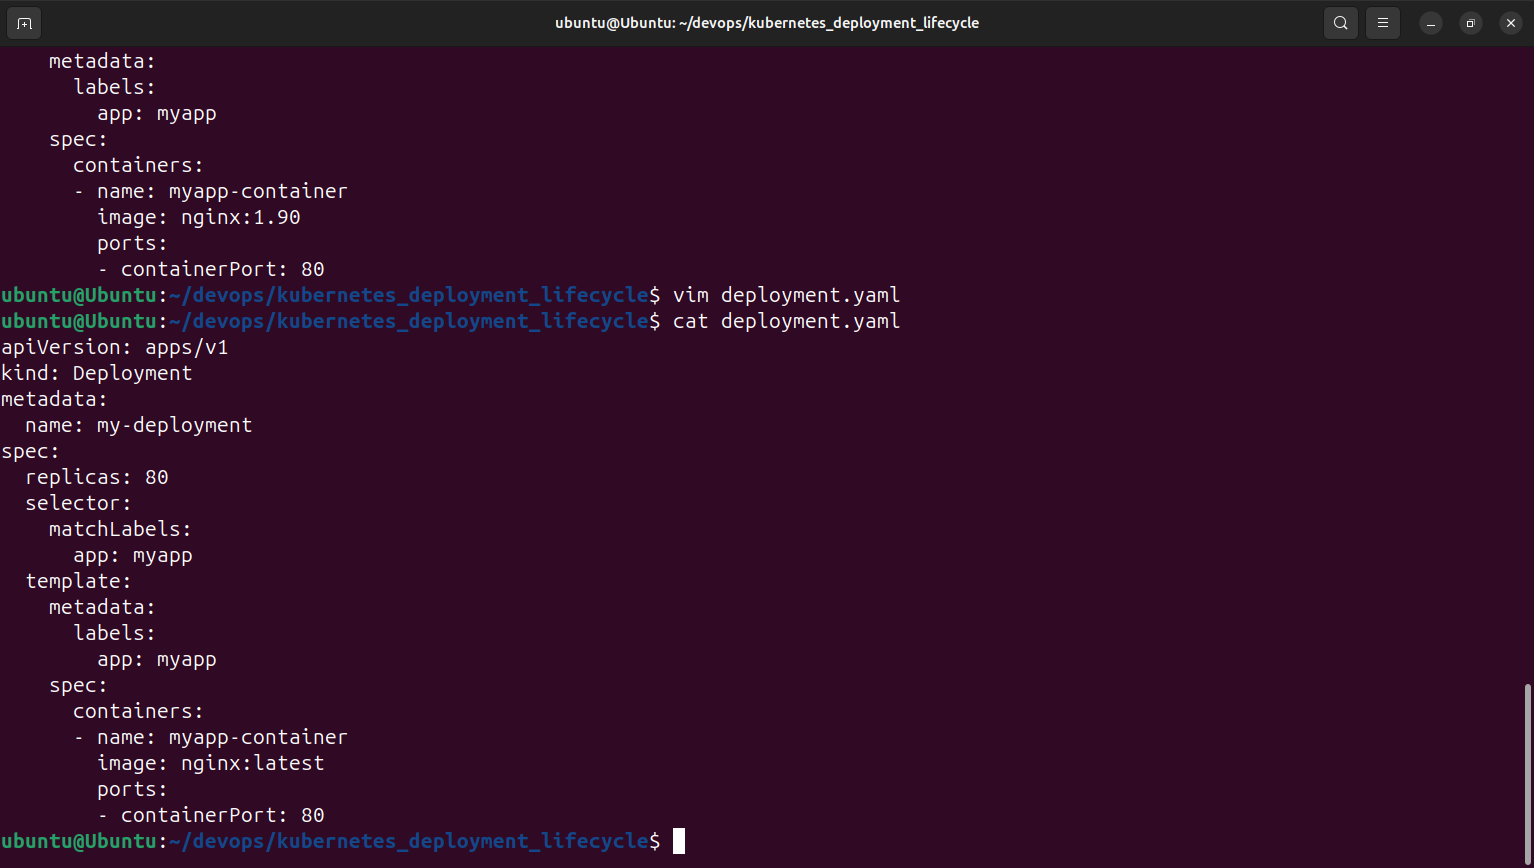 ubuntu@Ubuntu: ~/devops/kubernetes_deployment_lifecycle
    metadata:
      labels:
        app: myapp
    spec:
      containers:
      - name: myapp-container
        image: nginx:1.90
        ports:
        - containerPort: 80
ubuntu@Ubuntu:~/devops/kubernetes_deployment_lifecycle$ vim deployment.yaml
ubuntu@Ubuntu:~/devops/kubernetes_deployment_lifecycle$ cat deployment.yaml
apiVersion: apps/v1
kind: Deployment
metadata:
  name: my-deployment
spec:
  replicas: 80
  selector:
    matchLabels:
      app: myapp
  template:
    metadata:
      labels:
        app: myapp
    spec:
      containers:
      - name: myapp-container
        image: nginx:latest
        ports:
        - containerPort: 80
ubuntu@Ubuntu:~/devops/kubernetes_deployment_lifecycle$